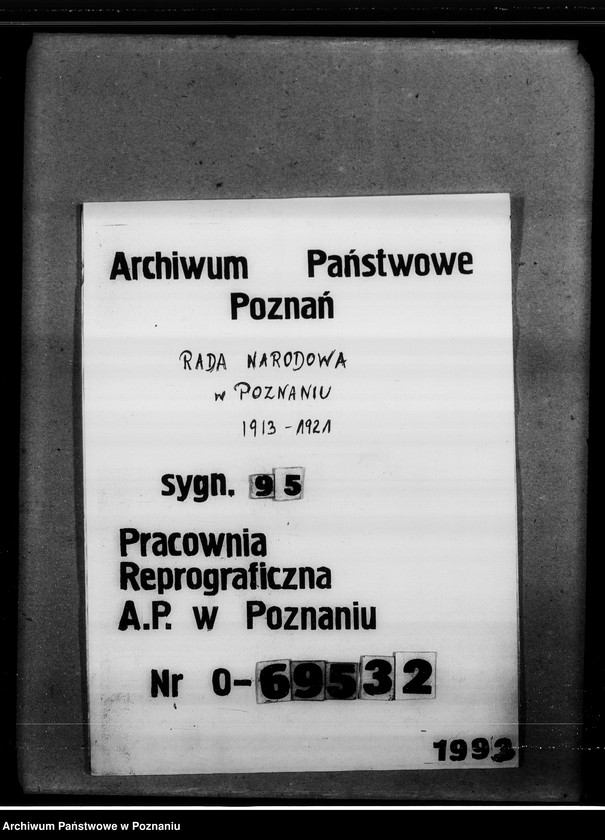 Archiwum Państwowe
Poznań
RADA NARODOWA
w POZNANIU
1913-1921
sygn. 95
Pracownia
Reprograficzna
A.P. w Poznaniu
Nr 0-69532
1993
Archiwum Państwowe w Poznaniu